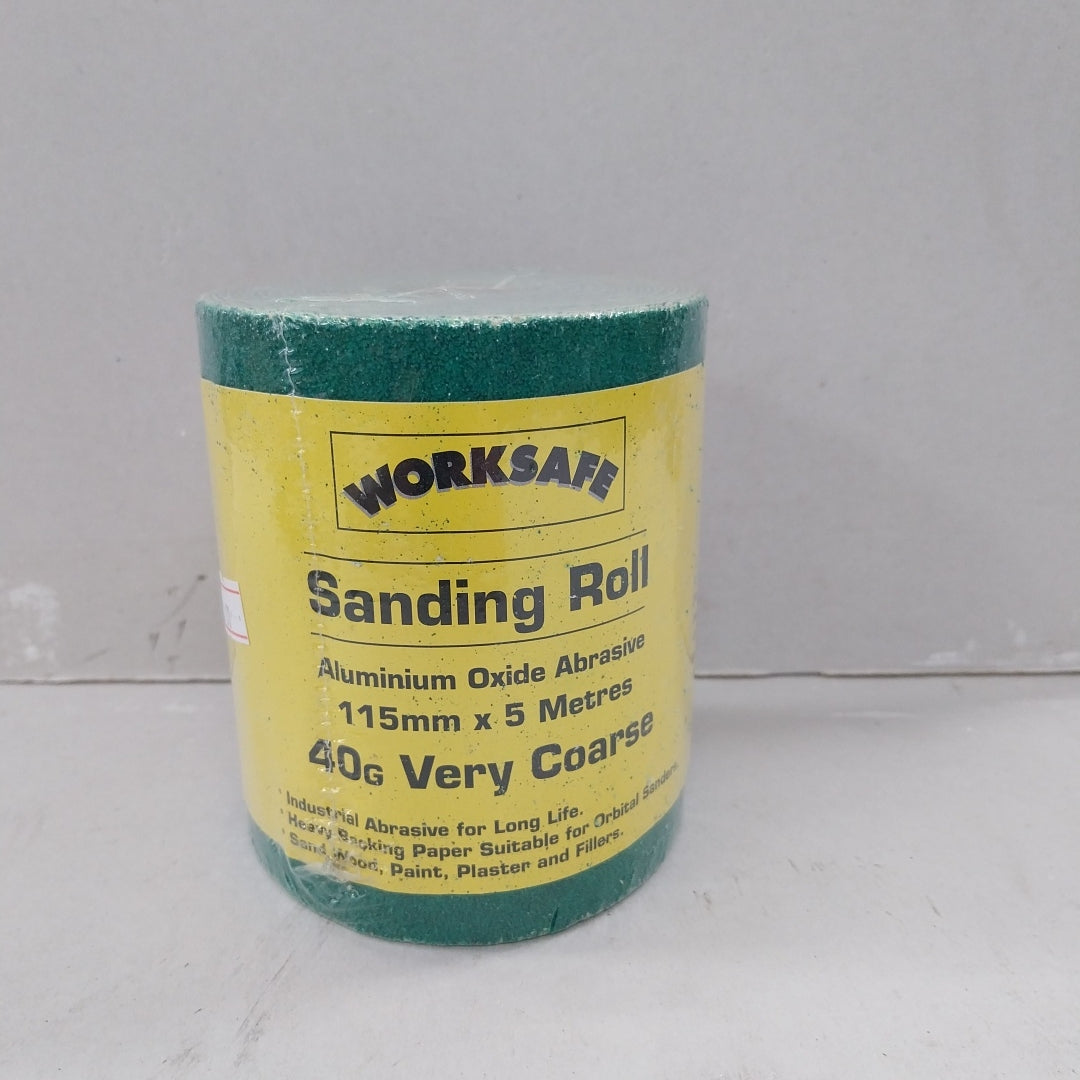 WORKSAFE
Sanding Roll
Aluminium Oxide Abrasive
115mm x 5 Metres
40G Very Coarse
· Industrial Abrasive for Long Life.
· Heavy Backing Paper Suitable for Orbital Sanders.
· Sand Wood, Paint, Plaster and Fillers.